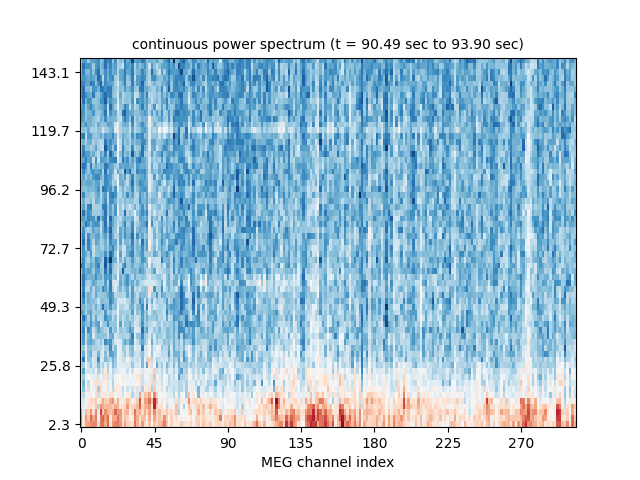 continuous power spectrum (t = 90.49 sec to 93.90 sec)
143.1
119.7
96.2
72.7
49.3
25.8
2.3
0 45 90 135 180 225 270
MEG channel index